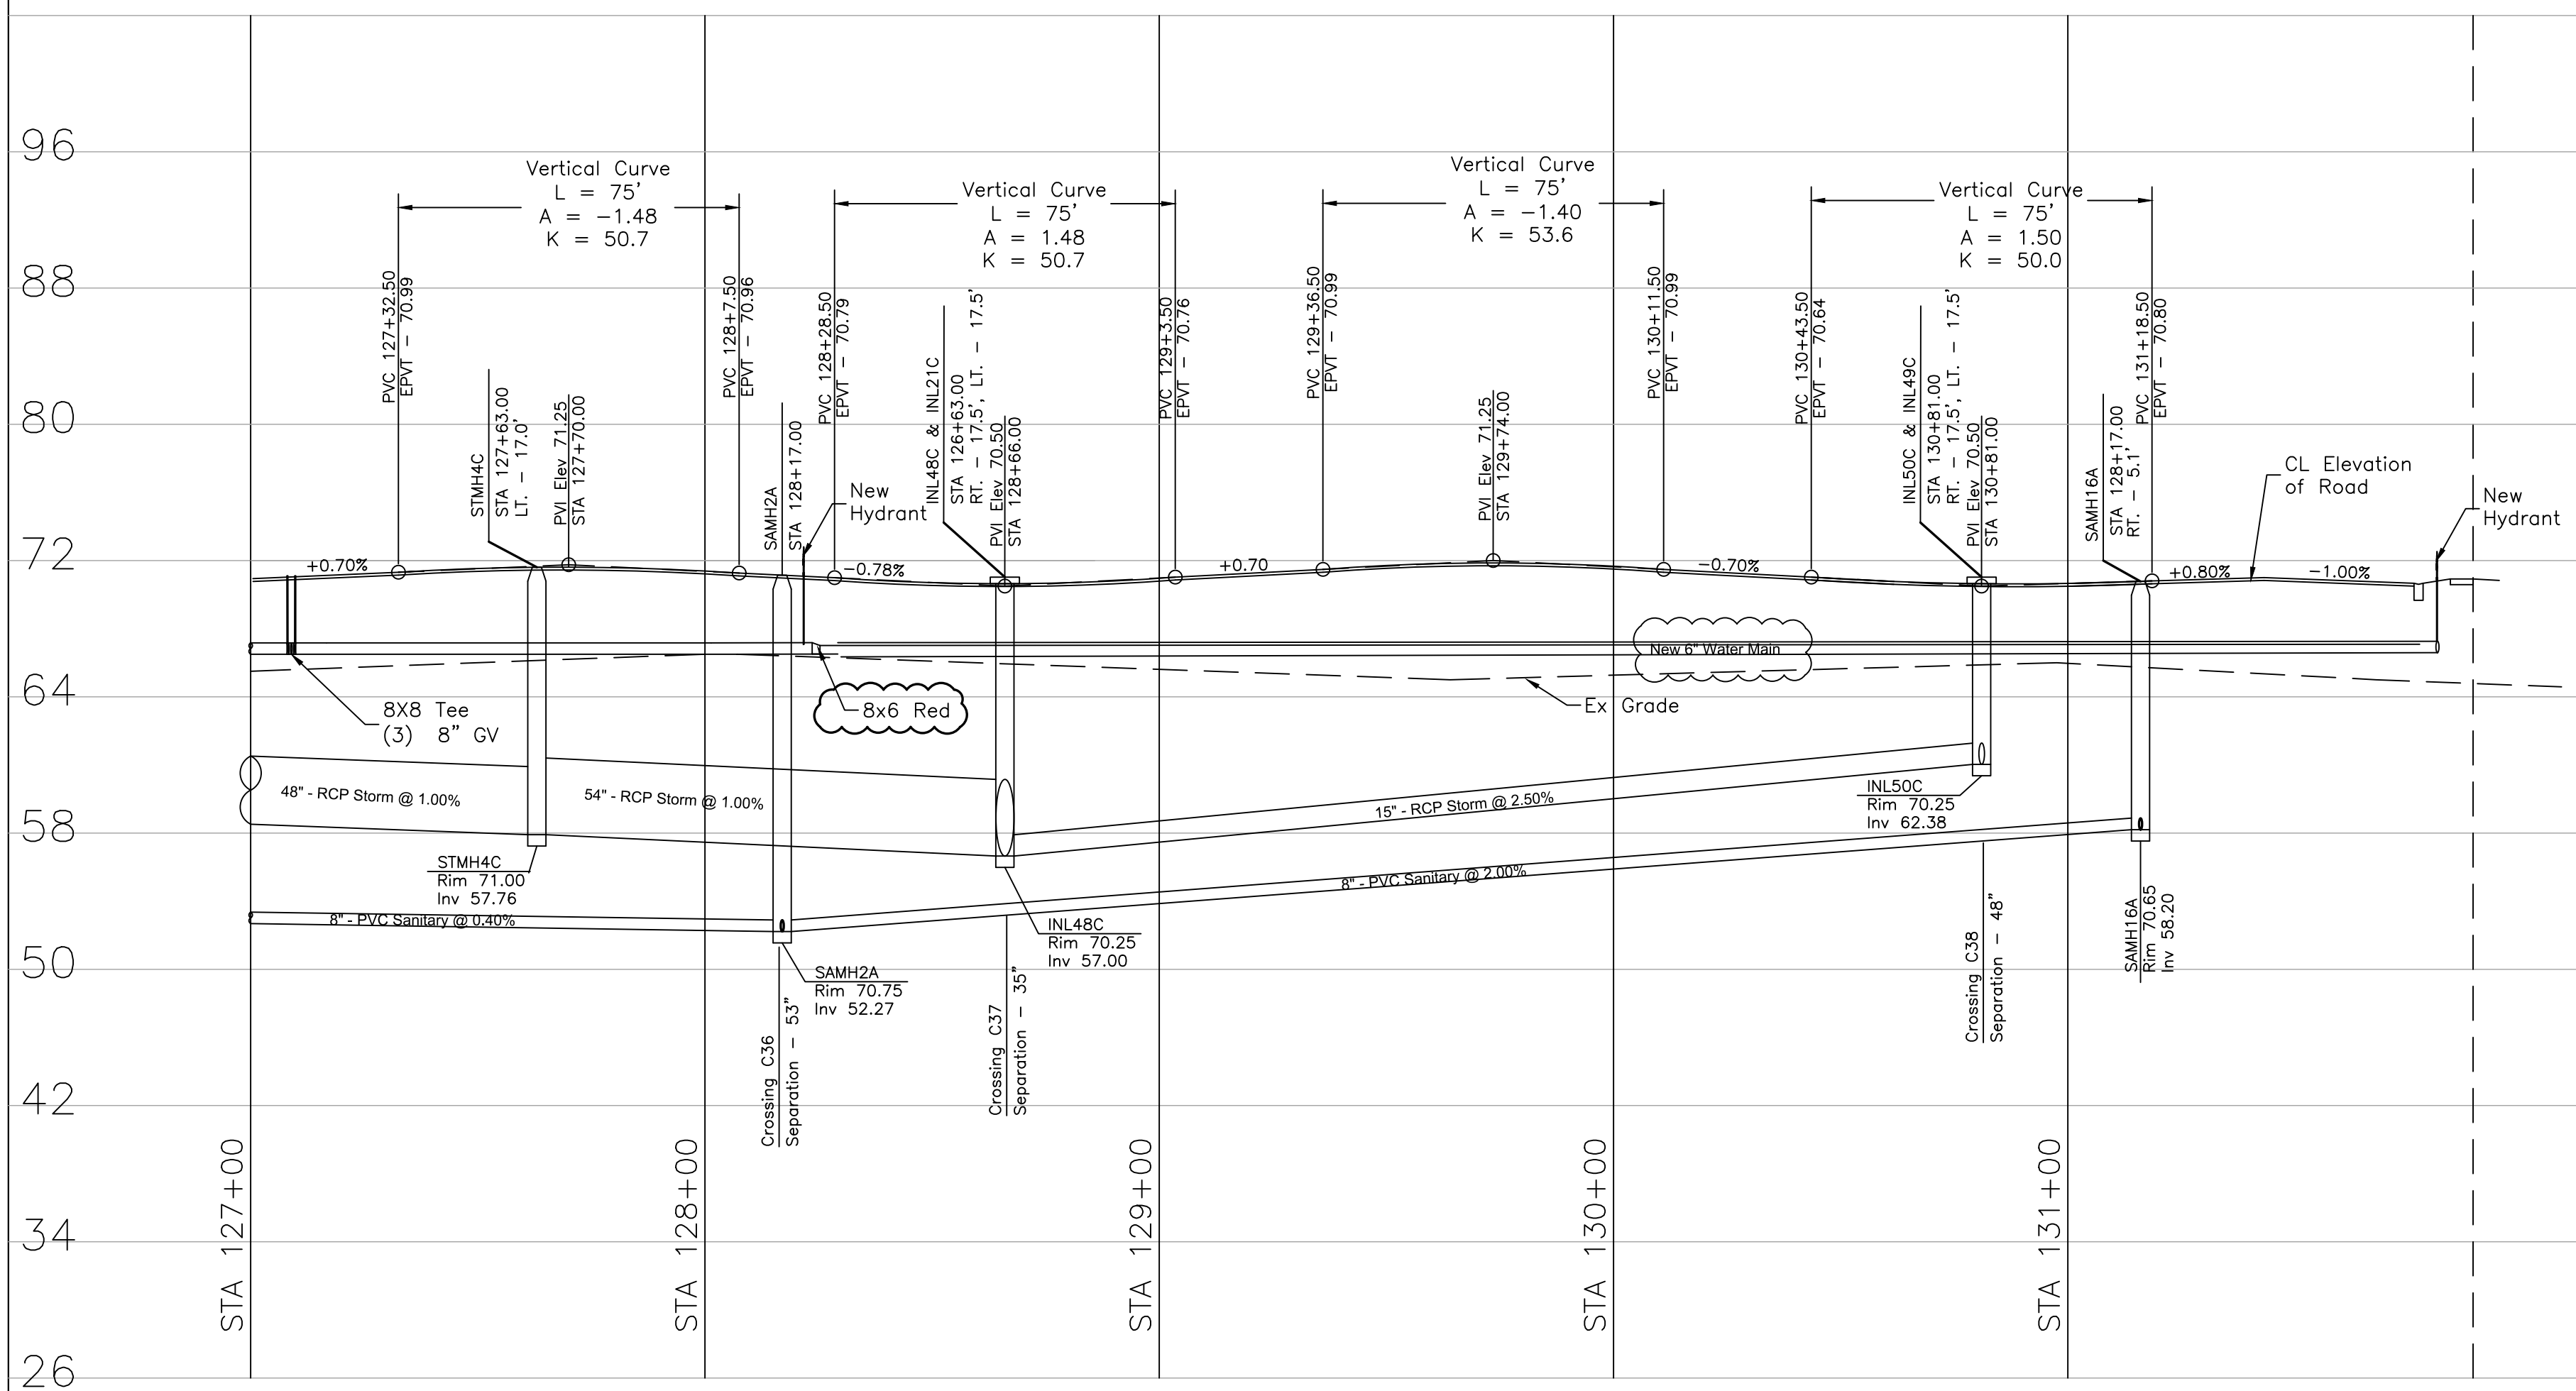 96
88
80
72
64
58
50
42
34
26
Vertical Curve
L = 75'
A = -1.48
K = 50.7
Vertical Curve
L = 75'
A = 1.48
K = 50.7
Vertical Curve
L = 75'
A = -1.40
K = 53.6
Vertical Curve
L = 75'
A = 1.50
K = 50.0
PVC 127+32.50
EPVT - 70.99
STMH4C
STA 127+63.00
LT. - 17.0'
PVI Elev 71.25
STA 127+70.00
PVC 128+7.50
EPVT - 70.96
SAMH2A
STA 128+17.00
PVC 128+28.50
EPVT - 70.79
New
Hydrant
INL48C & INL21C
STA 126+63.00
RT. - 17.5', LT. - 17.5'
PVI Elev 70.50
STA 128+66.00
PVC 129+3.50
EPVT - 70.76
PVC 129+36.50
EPVT - 70.99
PVI Elev 71.25
STA 129+74.00
PVC 130+11.50
EPVT - 70.99
PVC 130+43.50
EPVT - 70.64
INL50C & INL49C
STA 130+81.00
RT. - 17.5', LT. - 17.5'
PVI Elev 70.50
STA 130+81.00
SAMH16A
STA 128+17.00
RT. - 5.1'
PVC 131+18.50
EPVT - 70.80
CL Elevation
of Road
New
Hydrant
+0.70%
-0.78%
+0.70
-0.70%
+0.80%
-1.00%
New 6" Water Main
8X8 Tee
(3) 8" GV
8x6 Red
Ex Grade
48" - RCP Storm @ 1.00%
54" - RCP Storm @ 1.00%
15" - RCP Storm @ 2.50%
INL50C
Rim 70.25
Inv 62.38
STMH4C
Rim 71.00
Inv 57.76
8" - PVC Sanitary @ 0.40%
8" - PVC Sanitary @ 2.00%
INL48C
Rim 70.25
Inv 57.00
SAMH2A
Rim 70.75
Inv 52.27
SAMH16A
Rim 70.65
Inv 58.20
Crossing C36
Separation - 53"
Crossing C37
Separation - 35"
Crossing C38
Separation - 48"
STA 127+00
STA 128+00
STA 129+00
STA 130+00
STA 131+00